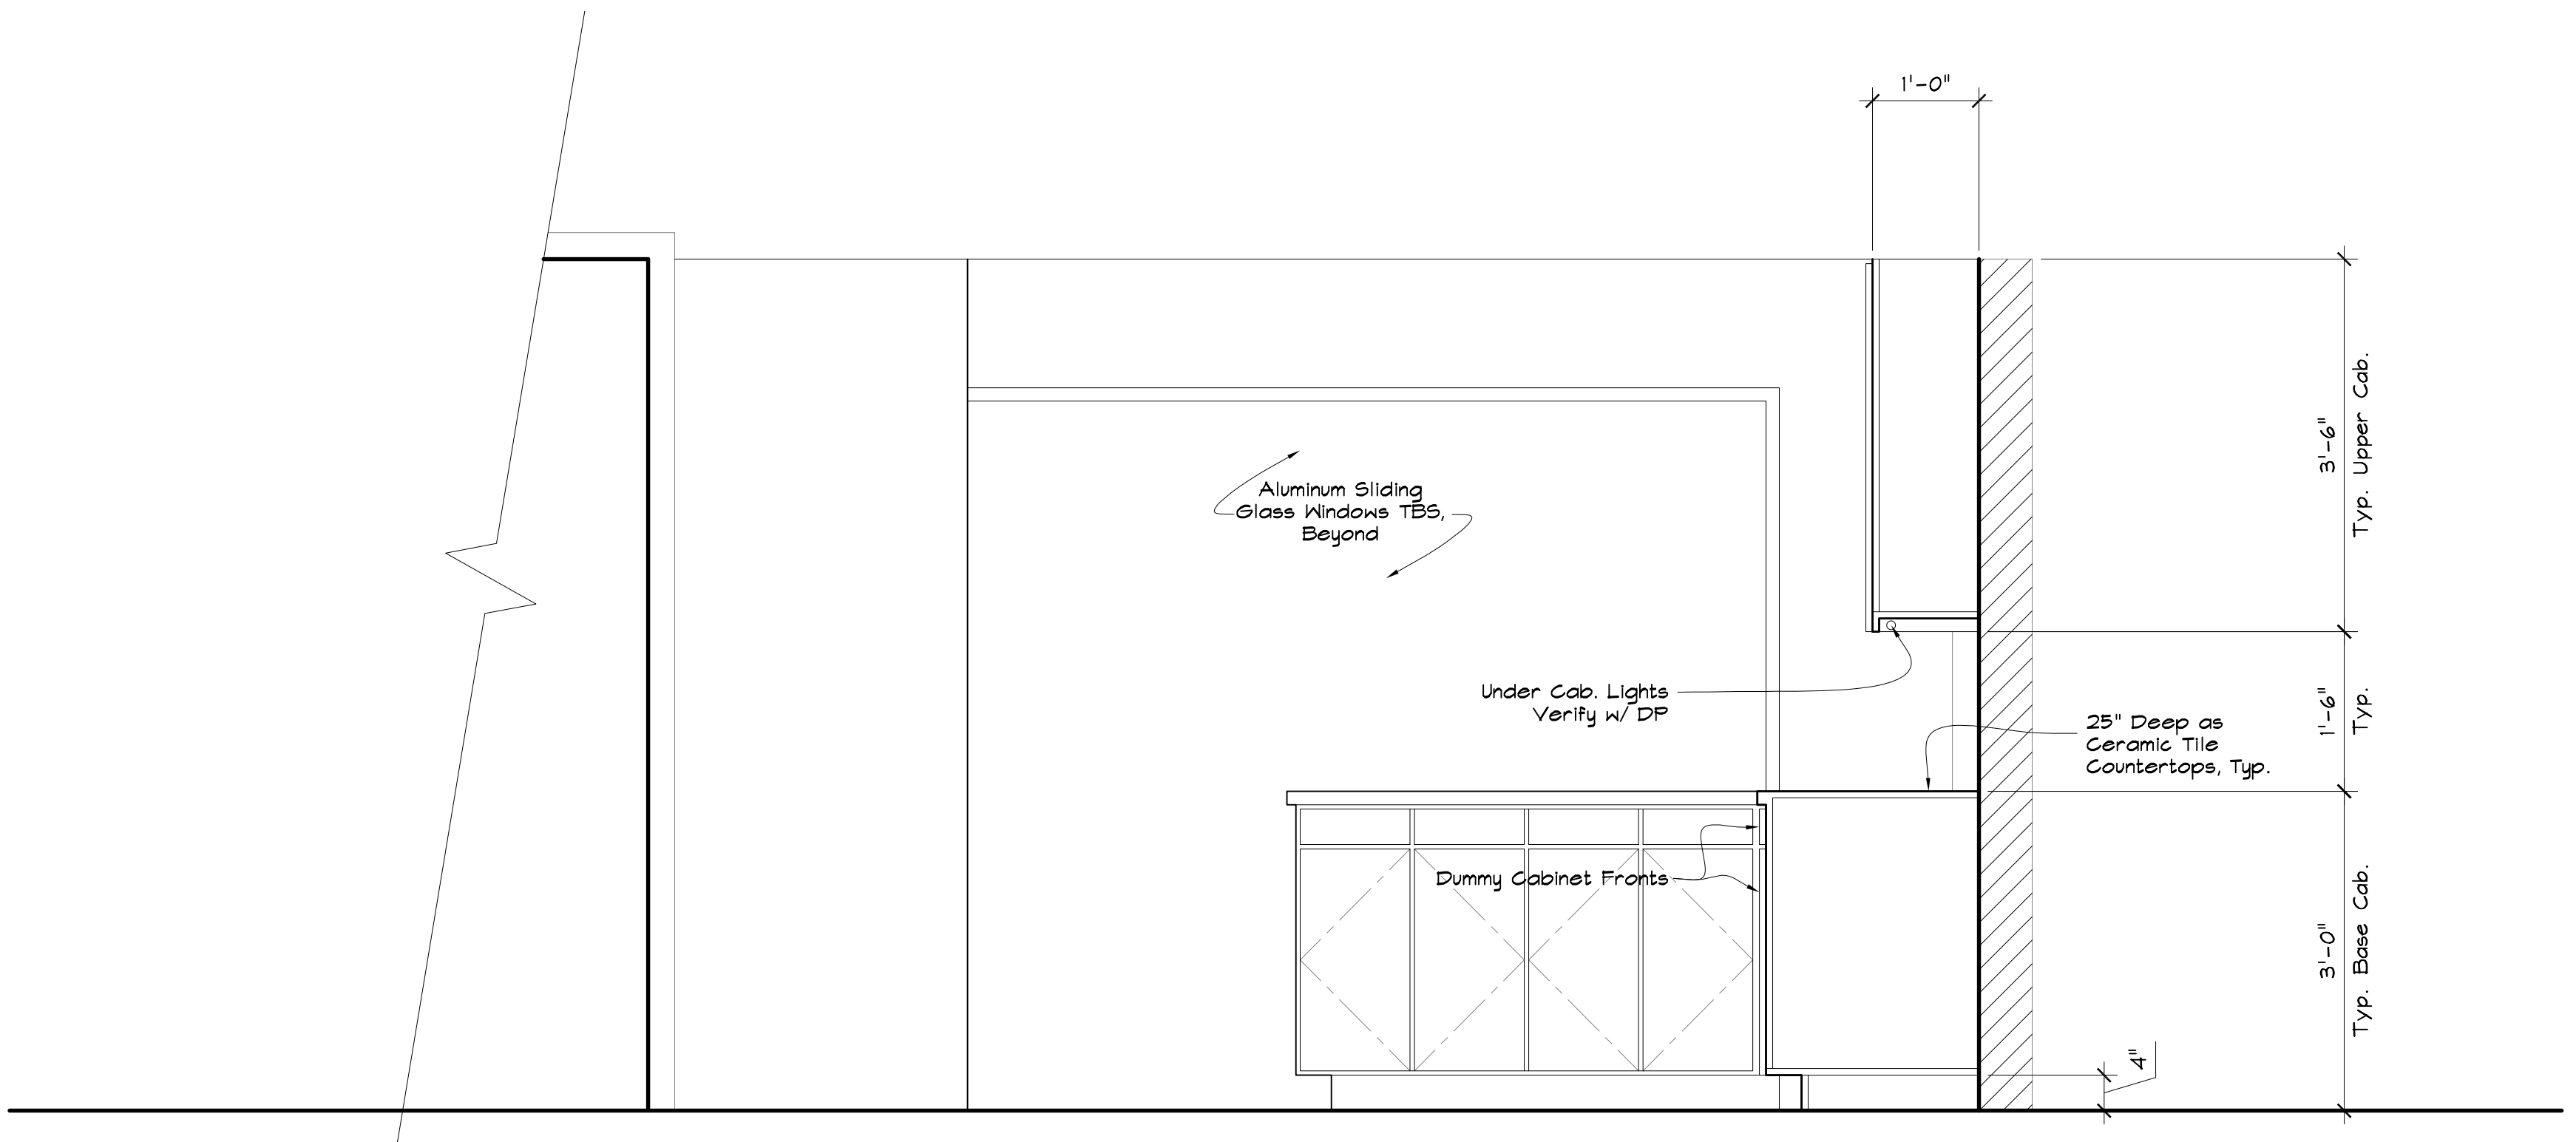 1'-0"
Aluminum Sliding
Glass Windows TBS,
Beyond
3'-6"
Typ. Upper Cab.
Under Cab. Lights
Verify w/ DP
1'-6"
Typ.
25" Deep as
Ceramic Tile
Countertops, Typ.
Dummy Cabinet Fronts
3'-0"
Typ. Base Cab.
4"